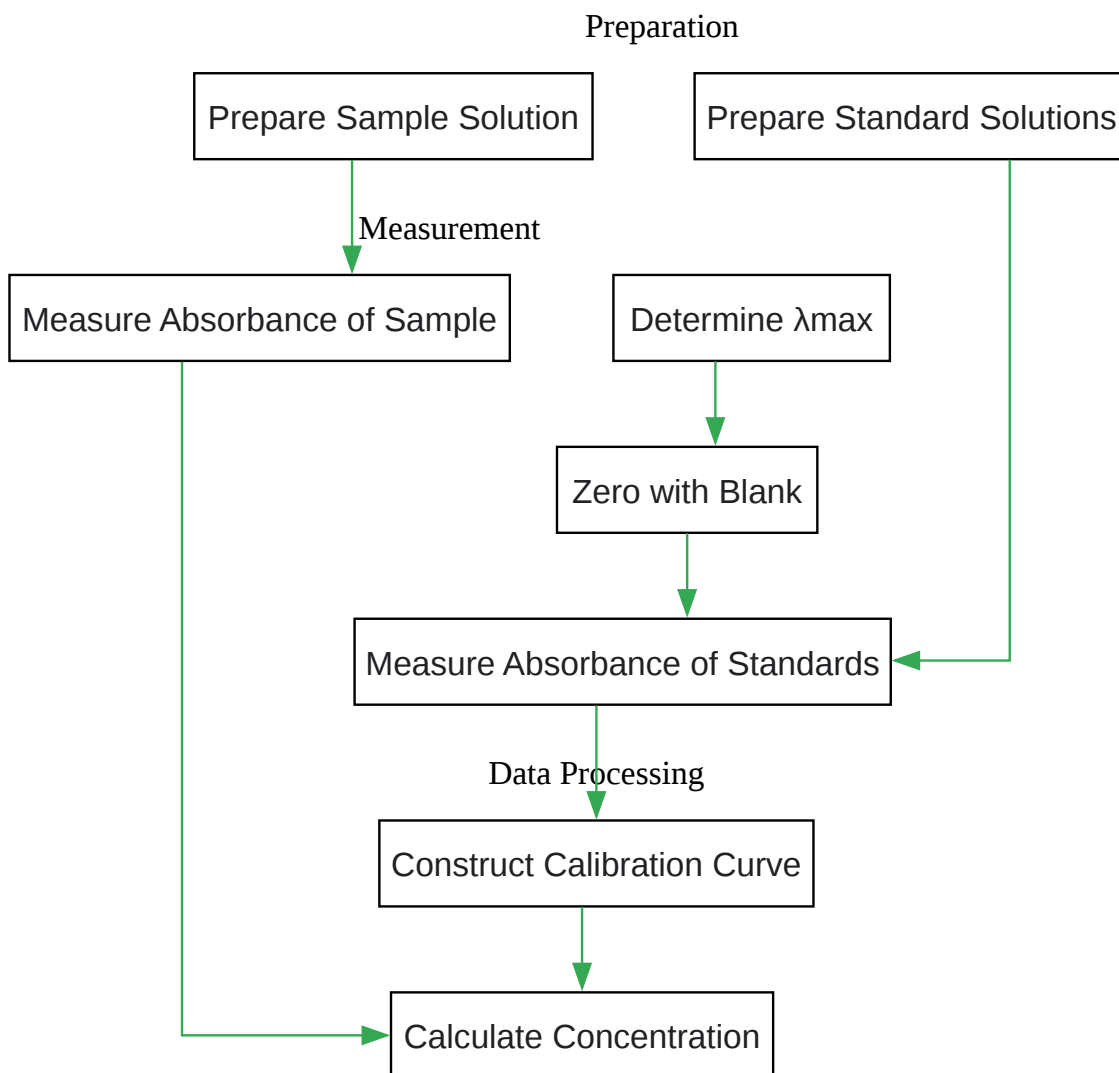 Preparation
Prepare Sample Solution
Prepare Standard Solutions
Measurement
Measure Absorbance of Sample
Determine λmax
Zero with Blank
Measure Absorbance of Standards
Data Processing
Construct Calibration Curve
Calculate Concentration